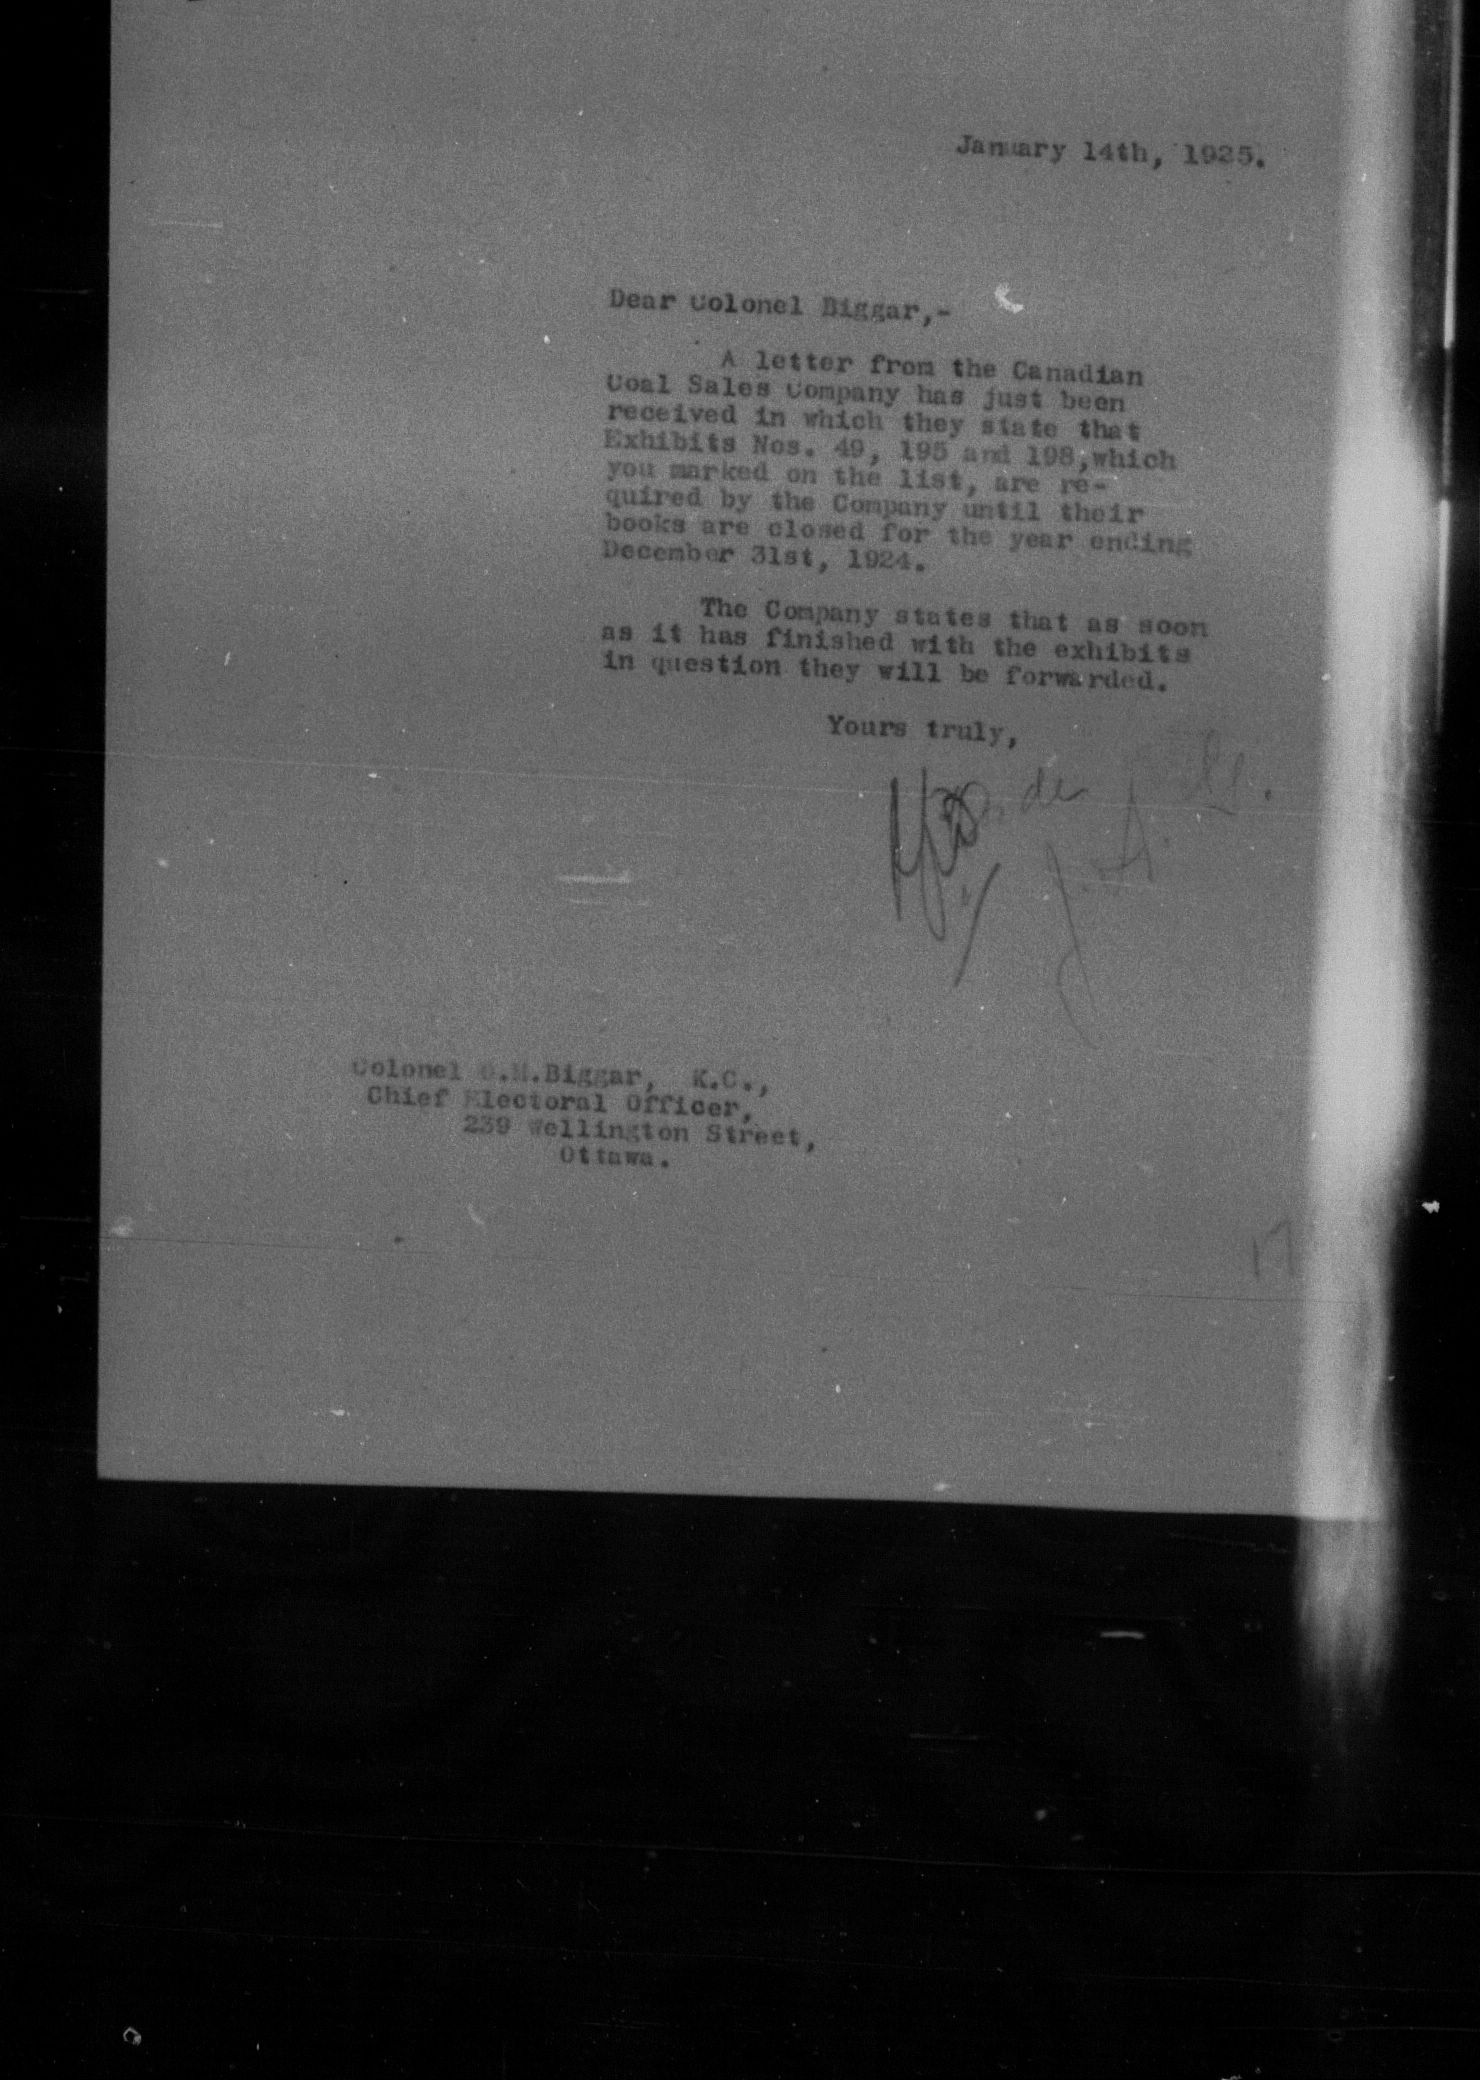 January 14th, 1925.
Dear Colonel Biggar,-
A letter from the Canadian
Coal Sales Company has just been
received in which they state that
Exhibits Nos. 49, 195 and 198,which
you marked on the list, are re-
quired by the Company until their
books are closed for the year ending
December 31st, 1924.
The Company states that as soon
as it has finished with the exhibits
in question they will be forwarded.
Yours truly,
Colonel O.M.Biggar, K.C.,
Chief Electoral Officer,
239 Wellington Street,
Ottawa.
17